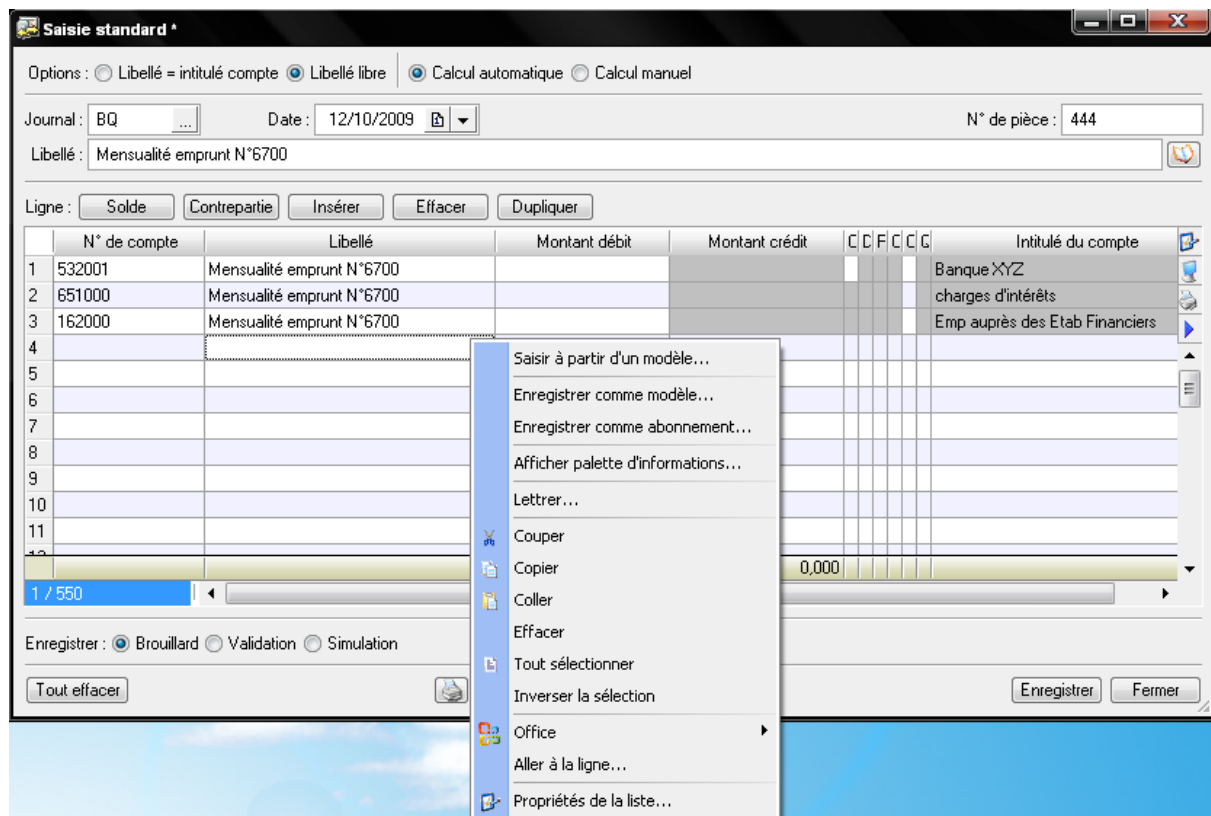 Saisie standard *
Options : Libellé = intitulé compte Libellé libre Calcul automatique Calcul manuel
Journal : BQ ... Date : 12/10/2009 N° de pièce : 444
Libellé : Mensualité emprunt N°6700
Ligne : Solde Contrepartie Insérer Effacer Dupliquer
N° de compte Libellé Montant débit Montant crédit C D F C C C Intitulé du compte
1 532001 Mensualité emprunt N°6700 Banque XYZ
2 651000 Mensualité emprunt N°6700 charges d'intérêts
3 162000 Mensualité emprunt N°6700 Emp auprès des Etab Financiers
4
5
6
7
8
9
10
11
0,000
1 / 550
Saisir à partir d'un modèle...
Enregistrer comme modèle...
Enregistrer comme abonnement...
Afficher palette d'informations...
Lettrer...
Couper
Copier
Coller
Effacer
Tout sélectionner
Inverser la sélection
Office
Aller à la ligne...
Propriétés de la liste...
Enregistrer : Brouillard Validation Simulation
Tout effacer Enregistrer Fermer